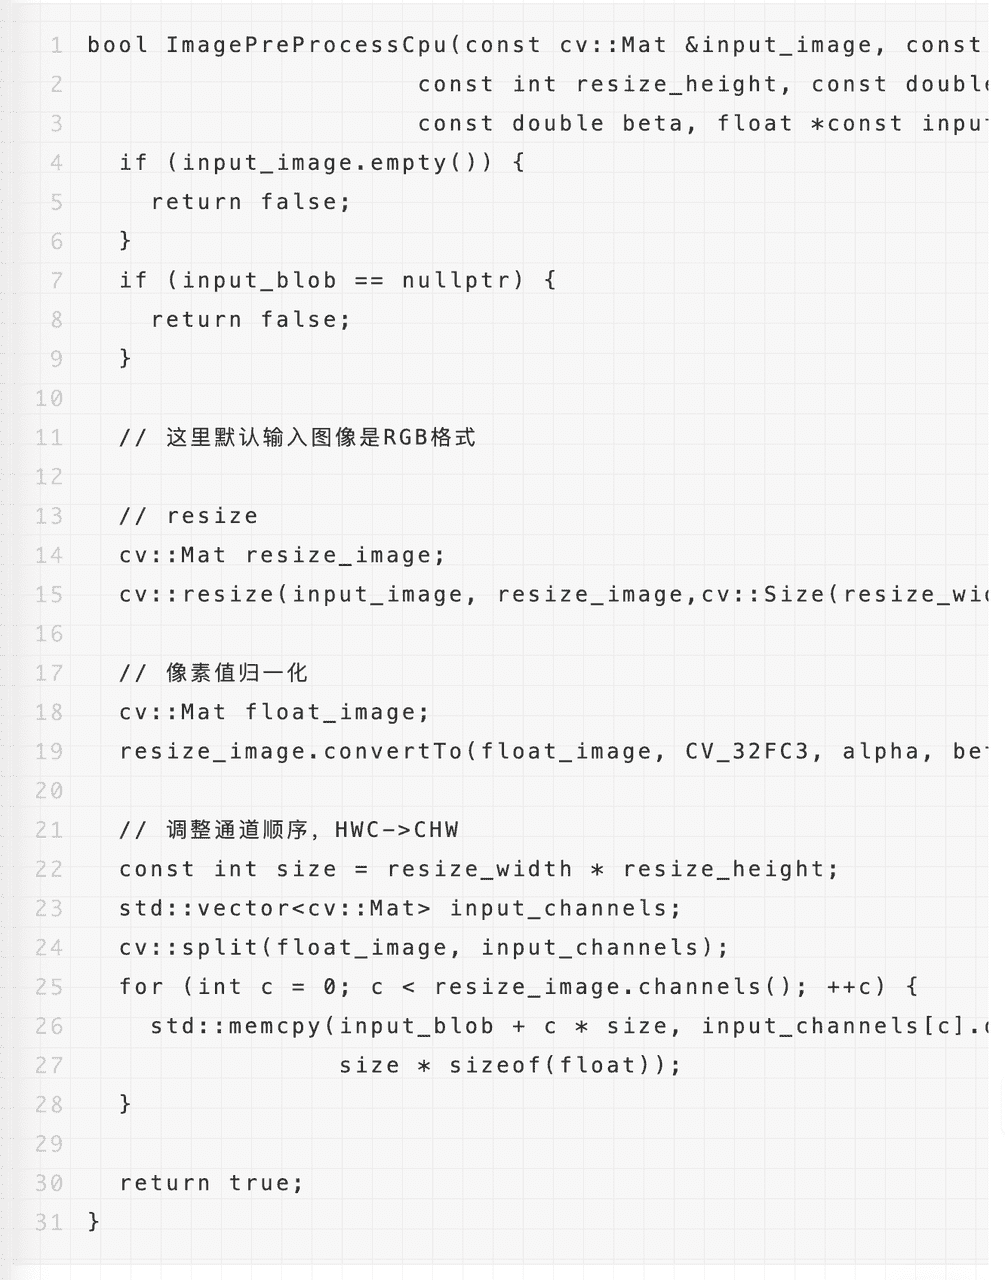 1 bool ImagePreProcessCpu(const cv::Mat &input_image, const
2 const int resize_height, const
3 const double beta, float *const
4 if (input_image.empty()) {
5 return false;
6 }
7 if (input_blob == nullptr) {
8 return false;
9 }
10
11 // 这里默认输入图像是RGB格式
12
13 // resize
14 cv::Mat resize_image;
15 cv::resize(input_image, resize_image,cv::Size(
16
17 // 像素值归一化
18 cv::Mat float_image;
19 resize_image.convertTo(float_image, CV_32FC3, alpha,
20
21 // 调整通道顺序，HWC->CHW
22 const int size = resize_width * resize_height;
23 std::vector<cv::Mat> input_channels;
24 cv::split(float_image, input_channels);
25 for (int c = 0; c < resize_image.channels(); ++c) {
26 std::memcpy(input_blob + c * size, input_channels[c].
27 size * sizeof(float));
28 }
29
30 return true;
31 }